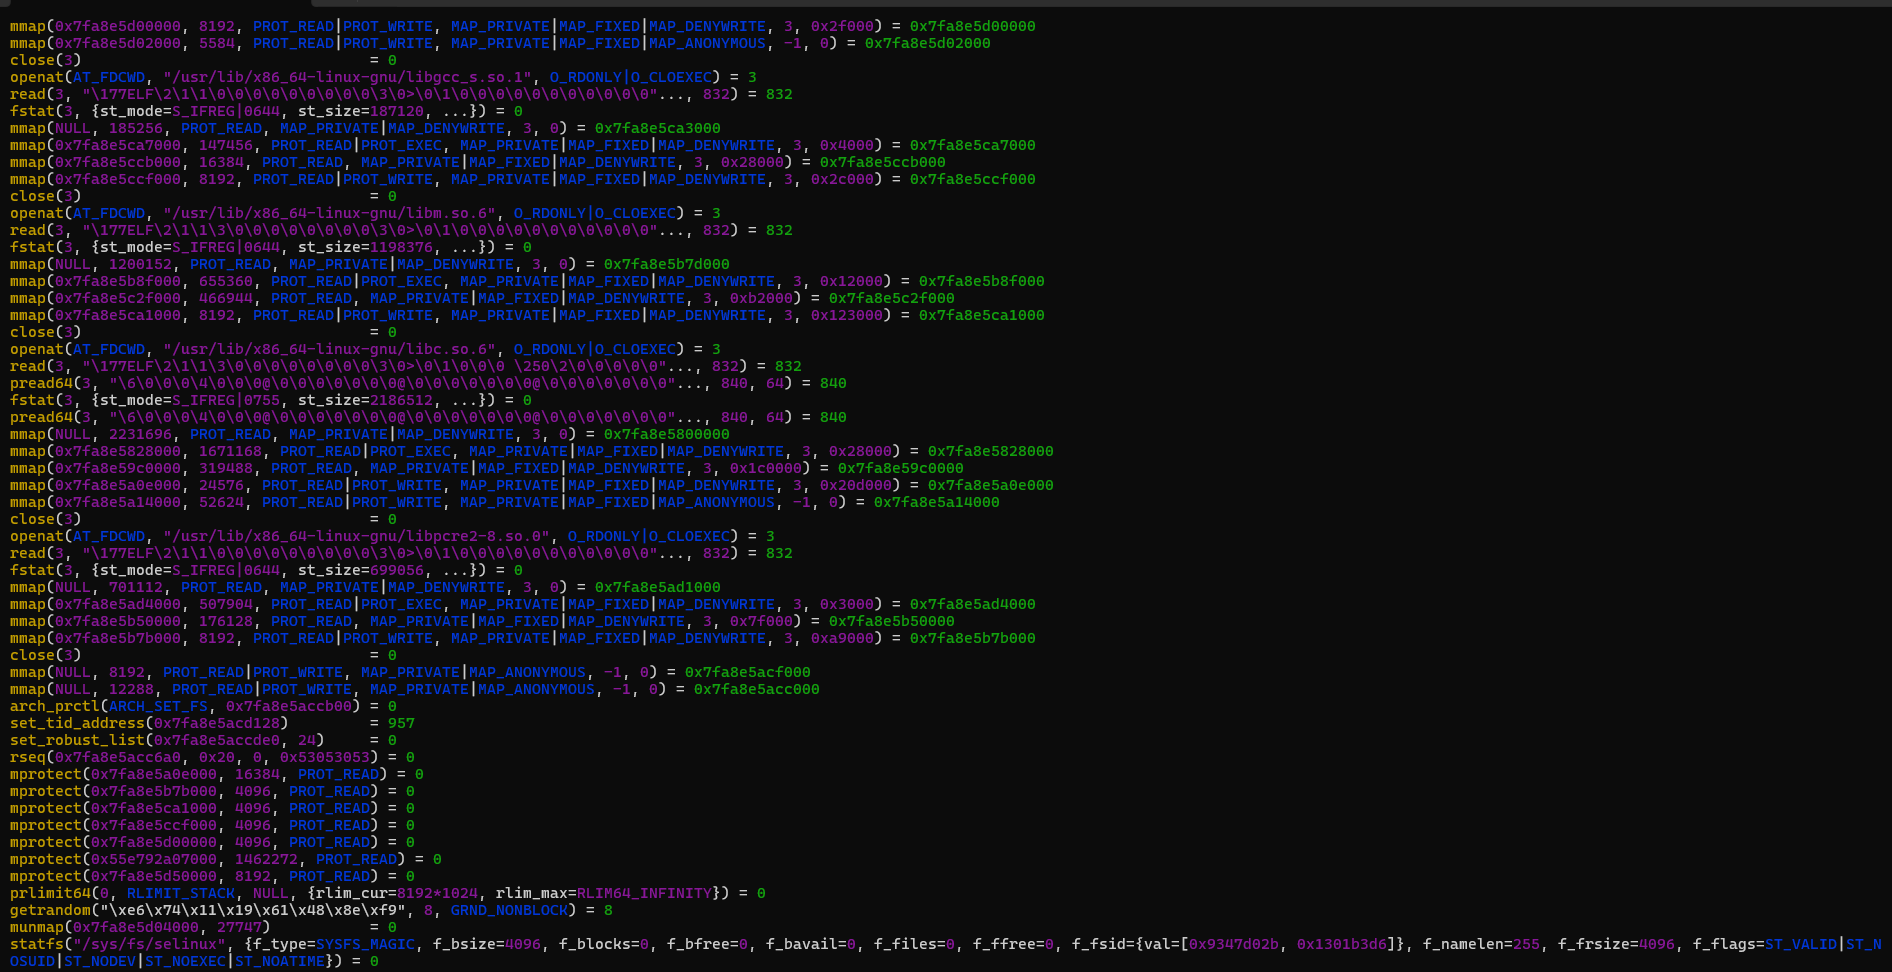 mmap(0x7fa8e5d00000, 8192, PROT_READ|PROT_WRITE, MAP_PRIVATE|MAP_FIXED|MAP_DENYWRITE, 3, 0x2f000) = 0x7fa8e5d00000
mmap(0x7fa8e5d02000, 5584, PROT_READ|PROT_WRITE, MAP_PRIVATE|MAP_FIXED|MAP_ANONYMOUS, -1, 0) = 0x7fa8e5d02000
close(3)                                = 0
openat(AT_FDCWD, "/usr/lib/x86_64-linux-gnu/libgcc_s.so.1", O_RDONLY|O_CLOEXEC) = 3
read(3, "\177ELF\2\1\1\0\0\0\0\0\0\0\0\0\3\0>\0\1\0\0\0\0\0\0\0\0\0\0\0"..., 832) = 832
fstat(3, {st_mode=S_IFREG|0644, st_size=187120, ...}) = 0
mmap(NULL, 185256, PROT_READ, MAP_PRIVATE|MAP_DENYWRITE, 3, 0) = 0x7fa8e5ca3000
mmap(0x7fa8e5ca7000, 147456, PROT_READ|PROT_EXEC, MAP_PRIVATE|MAP_FIXED|MAP_DENYWRITE, 3, 0x4000) = 0x7fa8e5ca7000
mmap(0x7fa8e5ccb000, 16384, PROT_READ, MAP_PRIVATE|MAP_FIXED|MAP_DENYWRITE, 3, 0x28000) = 0x7fa8e5ccb000
mmap(0x7fa8e5ccf000, 8192, PROT_READ|PROT_WRITE, MAP_PRIVATE|MAP_FIXED|MAP_DENYWRITE, 3, 0x2c000) = 0x7fa8e5ccf000
close(3)                                = 0
openat(AT_FDCWD, "/usr/lib/x86_64-linux-gnu/libm.so.6", O_RDONLY|O_CLOEXEC) = 3
read(3, "\177ELF\2\1\1\3\0\0\0\0\0\0\0\0\3\0>\0\1\0\0\0\0\0\0\0\0\0\0\0"..., 832) = 832
fstat(3, {st_mode=S_IFREG|0644, st_size=1198376, ...}) = 0
mmap(NULL, 1200152, PROT_READ, MAP_PRIVATE|MAP_DENYWRITE, 3, 0) = 0x7fa8e5b7d000
mmap(0x7fa8e5b8f000, 655360, PROT_READ|PROT_EXEC, MAP_PRIVATE|MAP_FIXED|MAP_DENYWRITE, 3, 0x12000) = 0x7fa8e5b8f000
mmap(0x7fa8e5c2f000, 466944, PROT_READ, MAP_PRIVATE|MAP_FIXED|MAP_DENYWRITE, 3, 0xb2000) = 0x7fa8e5c2f000
mmap(0x7fa8e5ca1000, 8192, PROT_READ|PROT_WRITE, MAP_PRIVATE|MAP_FIXED|MAP_DENYWRITE, 3, 0x123000) = 0x7fa8e5ca1000
close(3)                                = 0
openat(AT_FDCWD, "/usr/lib/x86_64-linux-gnu/libc.so.6", O_RDONLY|O_CLOEXEC) = 3
read(3, "\177ELF\2\1\1\3\0\0\0\0\0\0\0\0\3\0>\0\1\0\0\0 \250\2\0\0\0\0\0"..., 832) = 832
pread64(3, "\6\0\0\0\4\0\0\0@\0\0\0\0\0\0\0@\0\0\0\0\0\0\0@\0\0\0\0\0\0\0"..., 840, 64) = 840
fstat(3, {st_mode=S_IFREG|0755, st_size=2186512, ...}) = 0
pread64(3, "\6\0\0\0\4\0\0\0@\0\0\0\0\0\0\0@\0\0\0\0\0\0\0@\0\0\0\0\0\0\0"..., 840, 64) = 840
mmap(NULL, 2231696, PROT_READ, MAP_PRIVATE|MAP_DENYWRITE, 3, 0) = 0x7fa8e5800000
mmap(0x7fa8e5828000, 1671168, PROT_READ|PROT_EXEC, MAP_PRIVATE|MAP_FIXED|MAP_DENYWRITE, 3, 0x28000) = 0x7fa8e5828000
mmap(0x7fa8e59c0000, 319488, PROT_READ, MAP_PRIVATE|MAP_FIXED|MAP_DENYWRITE, 3, 0x1c0000) = 0x7fa8e59c0000
mmap(0x7fa8e5a0e000, 24576, PROT_READ|PROT_WRITE, MAP_PRIVATE|MAP_FIXED|MAP_DENYWRITE, 3, 0x20d000) = 0x7fa8e5a0e000
mmap(0x7fa8e5a14000, 52624, PROT_READ|PROT_WRITE, MAP_PRIVATE|MAP_FIXED|MAP_ANONYMOUS, -1, 0) = 0x7fa8e5a14000
close(3)                                = 0
openat(AT_FDCWD, "/usr/lib/x86_64-linux-gnu/libpcre2-8.so.0", O_RDONLY|O_CLOEXEC) = 3
read(3, "\177ELF\2\1\1\0\0\0\0\0\0\0\0\0\3\0>\0\1\0\0\0\0\0\0\0\0\0\0\0"..., 832) = 832
fstat(3, {st_mode=S_IFREG|0644, st_size=699056, ...}) = 0
mmap(NULL, 701112, PROT_READ, MAP_PRIVATE|MAP_DENYWRITE, 3, 0) = 0x7fa8e5ad1000
mmap(0x7fa8e5ad4000, 507904, PROT_READ|PROT_EXEC, MAP_PRIVATE|MAP_FIXED|MAP_DENYWRITE, 3, 0x3000) = 0x7fa8e5ad4000
mmap(0x7fa8e5b50000, 176128, PROT_READ, MAP_PRIVATE|MAP_FIXED|MAP_DENYWRITE, 3, 0x7f000) = 0x7fa8e5b50000
mmap(0x7fa8e5b7b000, 8192, PROT_READ|PROT_WRITE, MAP_PRIVATE|MAP_FIXED|MAP_DENYWRITE, 3, 0xa9000) = 0x7fa8e5b7b000
close(3)                                = 0
mmap(NULL, 8192, PROT_READ|PROT_WRITE, MAP_PRIVATE|MAP_ANONYMOUS, -1, 0) = 0x7fa8e5acf000
mmap(NULL, 12288, PROT_READ|PROT_WRITE, MAP_PRIVATE|MAP_ANONYMOUS, -1, 0) = 0x7fa8e5acc000
arch_prctl(ARCH_SET_FS, 0x7fa8e5accb00) = 0
set_tid_address(0x7fa8e5acd128)         = 957
set_robust_list(0x7fa8e5accde0, 24)     = 0
rseq(0x7fa8e5acc6a0, 0x20, 0, 0x53053053) = 0
mprotect(0x7fa8e5a0e000, 16384, PROT_READ) = 0
mprotect(0x7fa8e5b7b000, 4096, PROT_READ) = 0
mprotect(0x7fa8e5ca1000, 4096, PROT_READ) = 0
mprotect(0x7fa8e5ccf000, 4096, PROT_READ) = 0
mprotect(0x7fa8e5d00000, 4096, PROT_READ) = 0
mprotect(0x55e792a07000, 1462272, PROT_READ) = 0
mprotect(0x7fa8e5d50000, 8192, PROT_READ) = 0
prlimit64(0, RLIMIT_STACK, NULL, {rlim_cur=8192*1024, rlim_max=RLIM64_INFINITY}) = 0
getrandom("\xe6\x74\x11\x19\x61\x48\x8e\xf9", 8, GRND_NONBLOCK) = 8
munmap(0x7fa8e5d04000, 27747)           = 0
statfs("/sys/fs/selinux", {f_type=SYSFS_MAGIC, f_bsize=4096, f_blocks=0, f_bfree=0, f_bavail=0, f_files=0, f_ffree=0, f_fsid={val=[0x9347d02b, 0x1301b3d6]}, f_namelen=255, f_frsize=4096, f_flags=ST_VALID|ST_N
OSUID|ST_NODEV|ST_NOEXEC|ST_NOATIME}) = 0